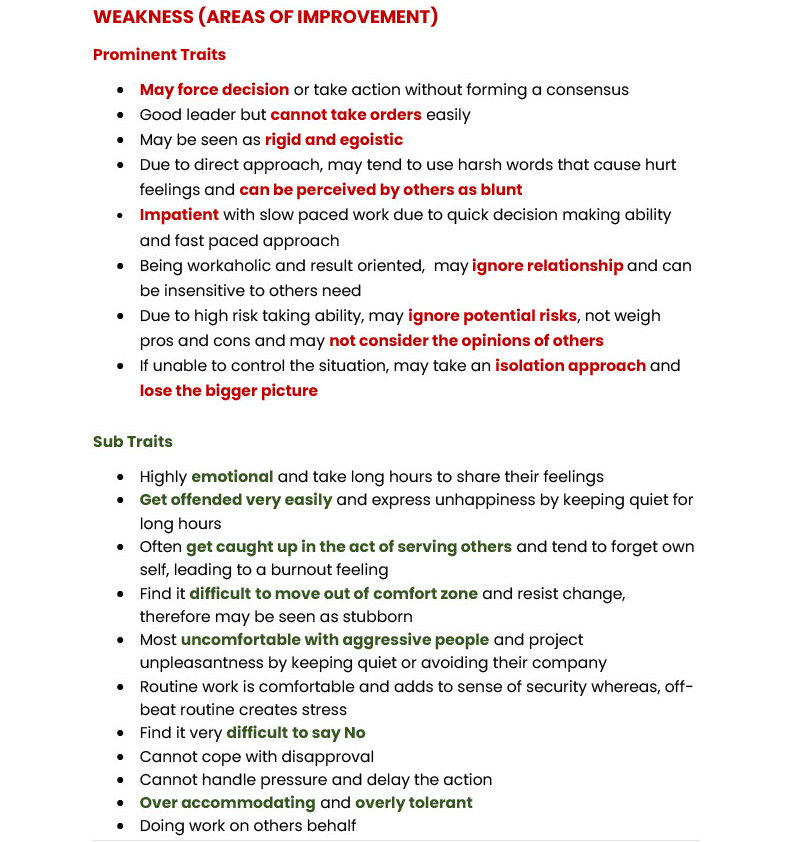 WEAKNESS (AREAS OF IMPROVEMENT)
Prominent Traits
• May force decision or take action without forming a consensus
• Good leader but cannot take orders easily
• May be seen as rigid and egoistic
• Due to direct approach, may tend to use harsh words that cause hurt
feelings and can be perceived by others as blunt
• Impatient with slow paced work due to quick decision making ability
and fast paced approach
• Being workaholic and result oriented,  may ignore relationship and can
be insensitive to others need
• Due to high risk taking ability, may ignore potential risks, not weigh
pros and cons and may not consider the opinions of others
• If unable to control the situation, may take an isolation approach and
lose the bigger picture
Sub Traits
• Highly emotional and take long hours to share their feelings
• Get offended very easily and express unhappiness by keeping quiet for
long hours
• Often get caught up in the act of serving others and tend to forget own
self, leading to a burnout feeling
• Find it difficult to move out of comfort zone and resist change,
therefore may be seen as stubborn
• Most uncomfortable with aggressive people and project
unpleasantness by keeping quiet or avoiding their company
• Routine work is comfortable and adds to sense of security whereas, off-
beat routine creates stress
• Find it very difficult to say No
• Cannot cope with disapproval
• Cannot handle pressure and delay the action
• Over accommodating and overly tolerant
• Doing work on others behalf